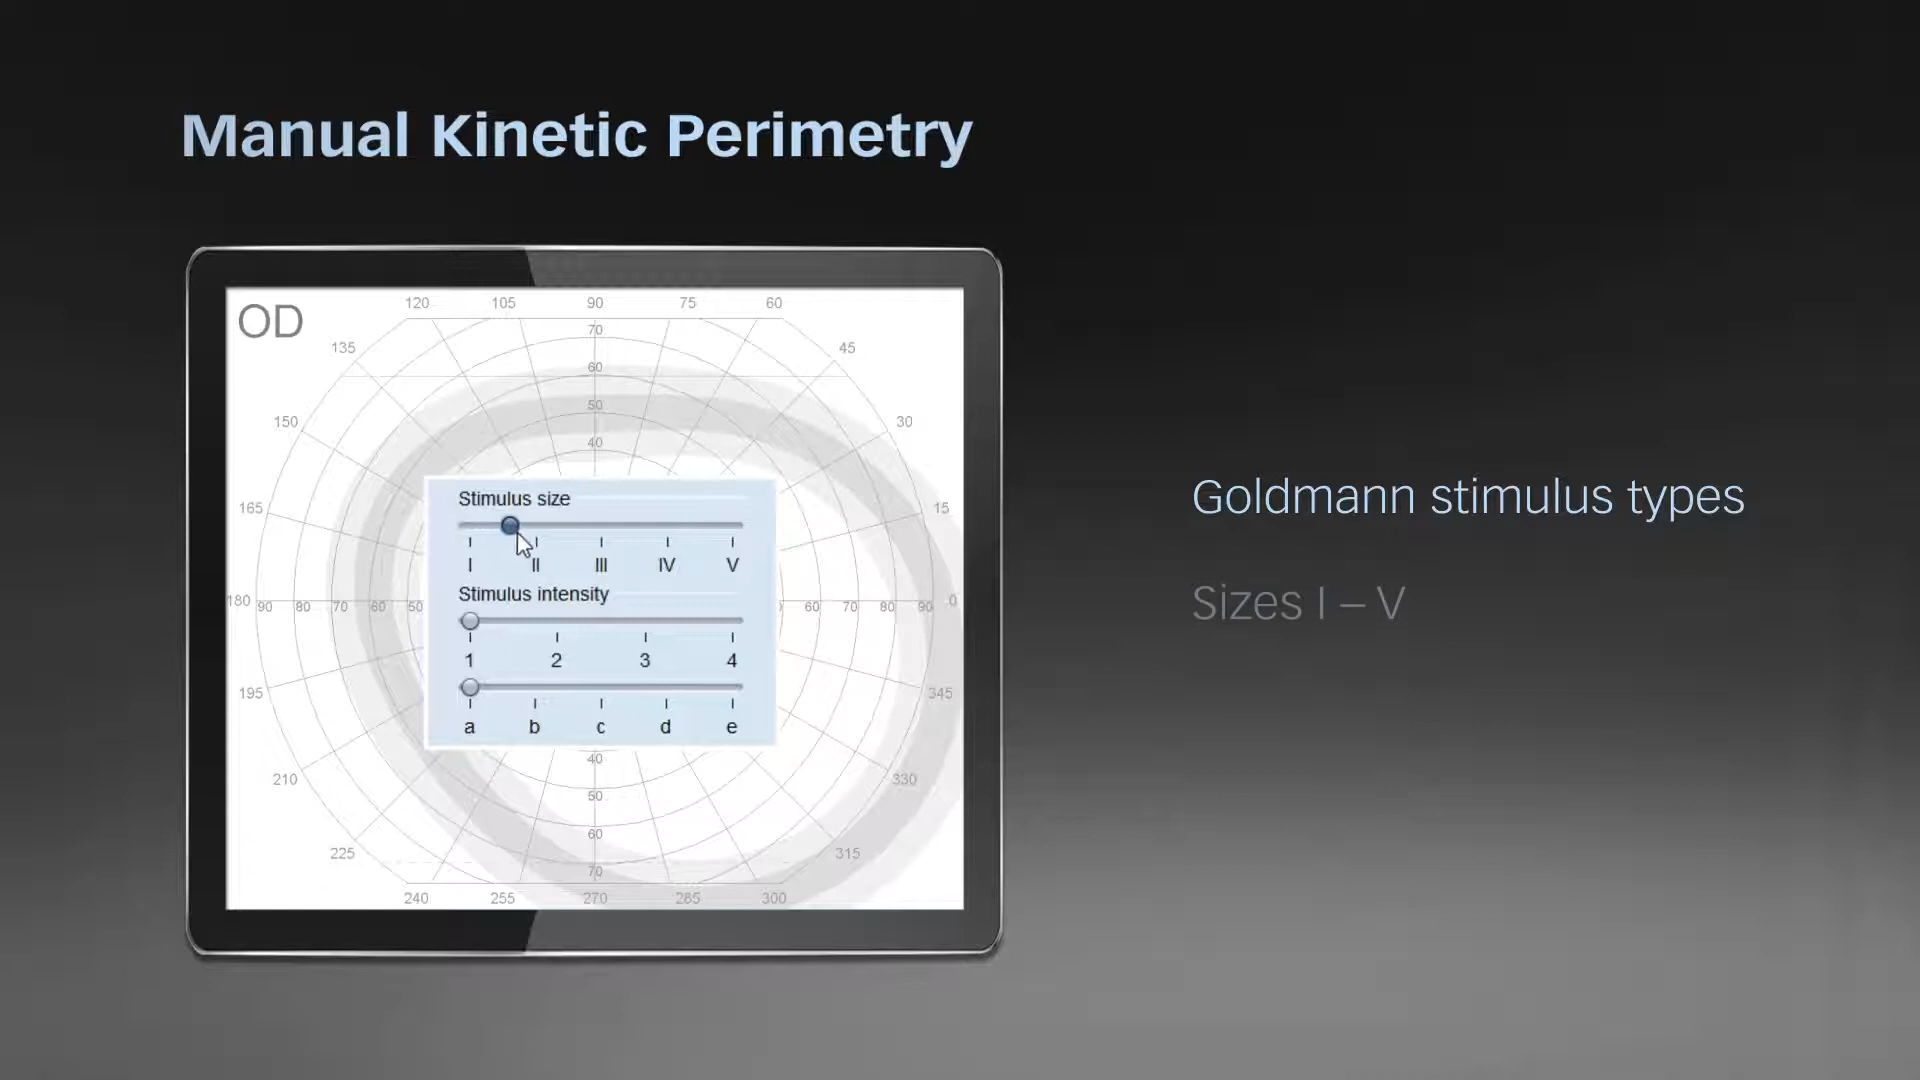 Manual Kinetic Perimetry
OD
120 105 90 75 60
70
135 45
60
50
150 30
40
Stimulus size
165 15
I II III IV V
Stimulus intensity
180 90 80 70 60 50 60 70 80 90 0
1 2 3 4
195 345
a b c d e
40
210 330
50
60
225 315
70
240 255 270 285 300
Goldmann stimulus types
Sizes I – V